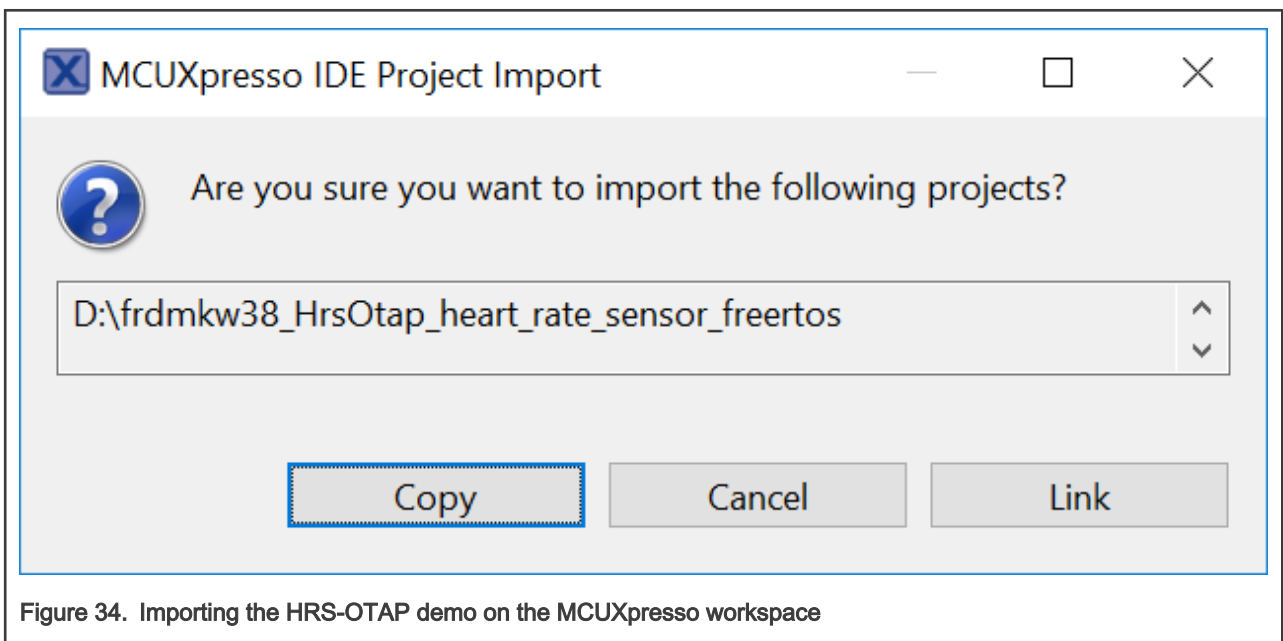 MCUXpresso IDE Project Import
Are you sure you want to import the following projects?
D:\frdmkw38_HrsOtap_heart_rate_sensor_freertos
Copy Cancel Link
Figure 34. Importing the HRS-OTAP demo on the MCUXpresso workspace